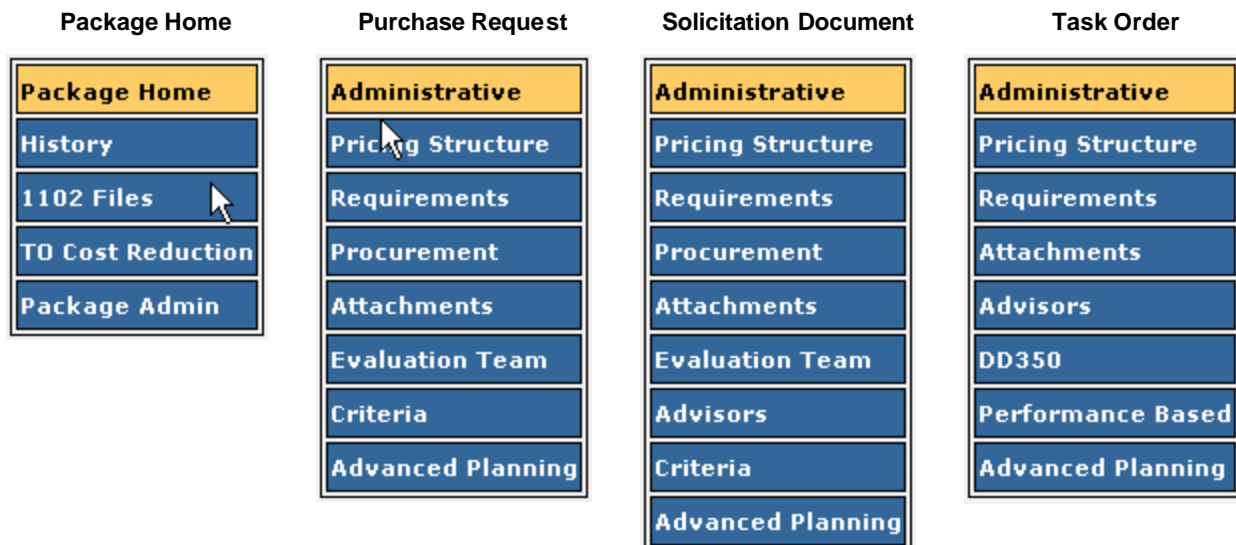 Package Home
Purchase Request
Solicitation Document
Task Order
Package Home
History
1102 Files
TO Cost Reduction
Package Admin
Administrative
Pricing Structure
Requirements
Procurement
Attachments
Evaluation Team
Criteria
Advanced Planning
Administrative
Pricing Structure
Requirements
Procurement
Attachments
Evaluation Team
Advisors
Criteria
Advanced Planning
Administrative
Pricing Structure
Requirements
Attachments
Advisors
DD350
Performance Based
Advanced Planning